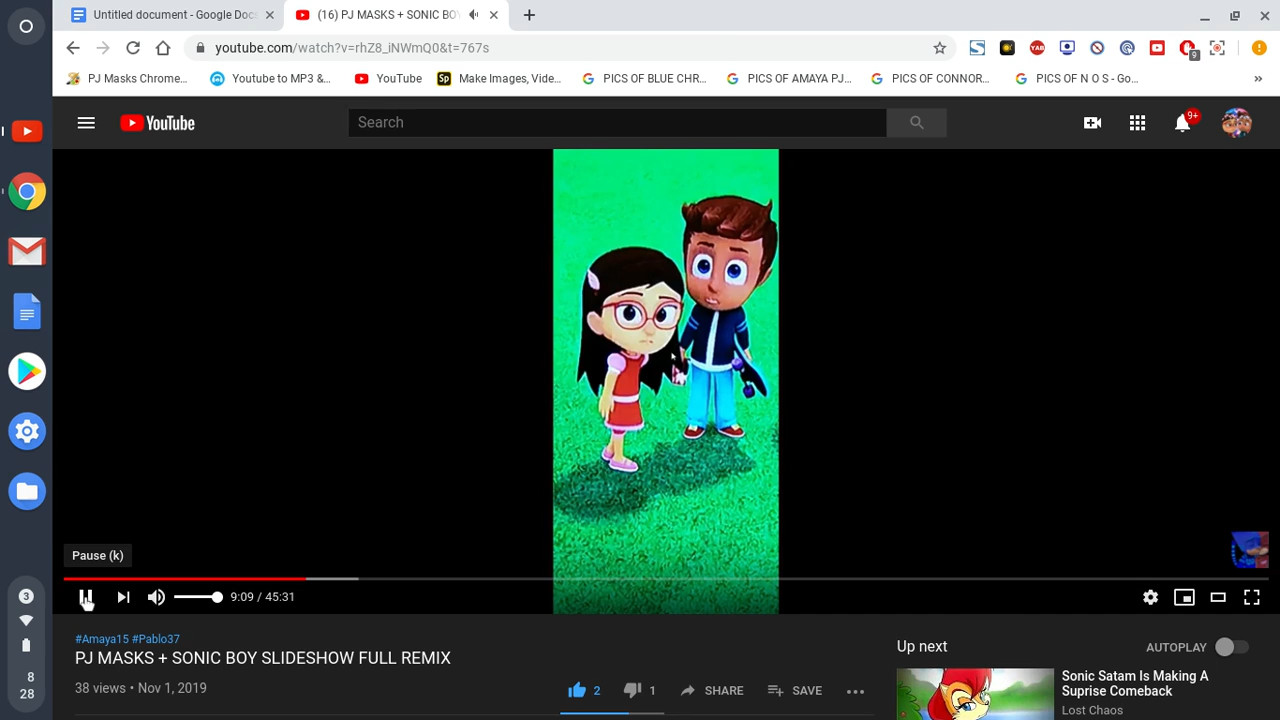 Untitled document - Google Docs
(16) PJ MASKS + SONIC BOY
youtube.com/watch?v=rhZ8_iNWmQ0&t=767s
YAB
9
PJ Masks Chrome...
Youtube to MP3 &...
YouTube
Sp
Make Images, Vide...
PICS OF BLUE CHR...
PICS OF AMAYA PJ...
PICS OF CONNOR...
PICS OF N O S - Go...
YouTube
Search
9+
Pause (k)
9:09 / 45:31
#Amaya15 #Pablo37
PJ MASKS + SONIC BOY SLIDESHOW FULL REMIX
38 views • Nov 1, 2019
2
1
SHARE
SAVE
Up next
AUTOPLAY
Sonic Satam Is Making A
Suprise Comeback
Lost Chaos
3
8
28